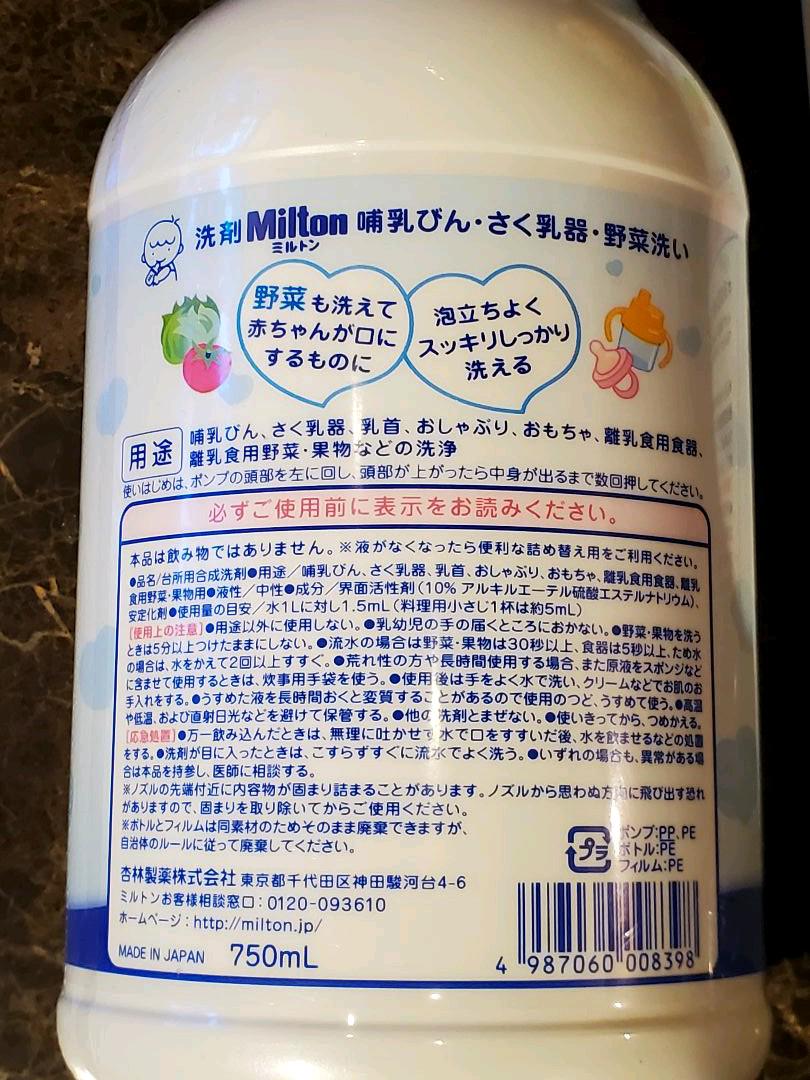 洗剤Milton 哺乳びん・さく乳器・野菜洗い
ミルトン
野菜も洗えて
赤ちゃんが口に
するものに
泡立ちよく
スッキリしっかり
洗える
用途
哺乳びん、さく乳器、乳首、おしゃぶり、おもちゃ、離乳食用食器、
離乳食用野菜・果物などの洗浄
使いはじめは、ポンプの頭部を左に回し、頭部が上がったら中身が出るまで数回押してください。
必ずご使用前に表示をお読みください。
本品は飲み物ではありません。※液がなくなったら便利な詰め替え用をご利用ください。
●品名/台所用合成洗剤●用途/哺乳びん、さく乳器、乳首、おしゃぶり、おもちゃ、離乳食用食器、離乳
食用野菜・果物用●液性/中性●成分/界面活性剤(10% アルキルエーテル硫酸エステルナトリウム)、
安定化剤●使用量の目安/水1Lに対し1.5mL(料理用小さじ1杯は約5mL)
[使用上の注意]●用途以外に使用しない。●乳幼児の手の届くところにおかない。●野菜・果物を洗う
ときは5分以上つけたままにしない。●流水の場合は野菜・果物は30秒以上、食器は5秒以上、ため水
の場合は、水をかえて2回以上すすぐ。●荒れ性の方や長時間使用する場合、また原液をスポンジなど
に含ませて使用するときは、炊事用手袋を使う。●使用後は手をよく水で洗い、クリームなどでお肌のお
手入れをする。●うすめた液を長時間おくと変質することがあるので使用のつど、うすめて使う。●高温
や低温、および直射日光などを避けて保管する。●他の洗剤とまぜない。●使いきってから、つめかえる。
[応急処置]●万一飲み込んだときは、無理に吐かせず水で口をすすいだ後、水を飲ませるなどの処置
をする。●洗剤が目に入ったときは、こすらずすぐに流水でよく洗う。●いずれの場合も、異常がある場
合は本品を持参し、医師に相談する。
※ノズルの先端付近に内容物が固まり詰まることがあります。ノズルから思わぬ方向に飛び出す恐れ
がありますので、固まりを取り除いてからご使用ください。
※ボトルとフィルムは同素材のためそのまま廃棄できますが、
自治体のルールに従って廃棄してください。
プラ
ポンプ:PP、PE
ボトル:PE
フィルム:PE
杏林製薬株式会社 東京都千代田区神田駿河台4-6
ミルトンお客様相談窓口:0120-093610
ホームページ:http://milton.jp/
MADE IN JAPAN 750mL
4 987060 008398